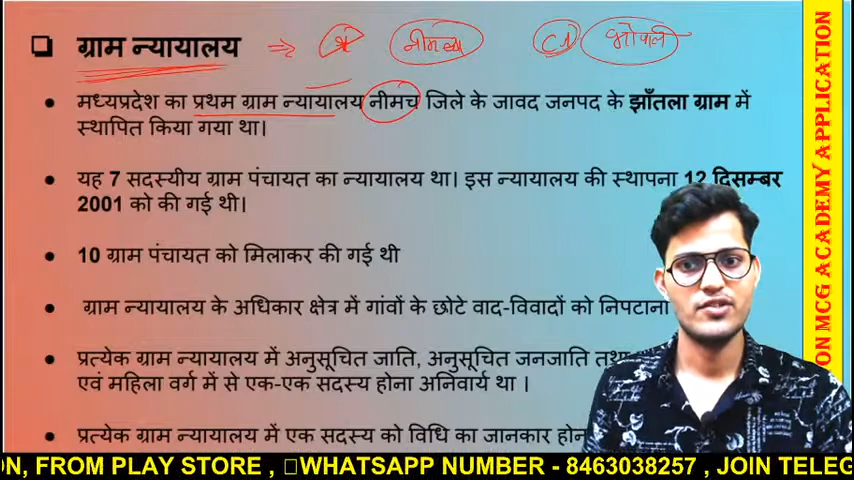 ग्राम न्यायालय
नीमच
CA
भोपाल
मध्यप्रदेश का प्रथम ग्राम न्यायालय नीमच जिले के जावद जनपद के झाँतला ग्राम में
स्थापित किया गया था।
यह 7 सदस्यीय ग्राम पंचायत का न्यायालय था। इस न्यायालय की स्थापना 12 दिसम्बर
2001 को की गई थी।
10 ग्राम पंचायत को मिलाकर की गई थी
ग्राम न्यायालय के अधिकार क्षेत्र में गांवों के छोटे वाद-विवादों को निपटाना
प्रत्येक ग्राम न्यायालय में अनुसूचित जाति, अनुसूचित जनजाति
एवं महिला वर्ग में से एक-एक सदस्य होना अनिवार्य था ।
प्रत्येक ग्राम न्यायालय में एक सदस्य को विधि का जानकार
ON, FROM PLAY STORE , WHATSAPP NUMBER - 8463038257 , JOIN TELEG
ON MCG ACADEMY APPLICATION